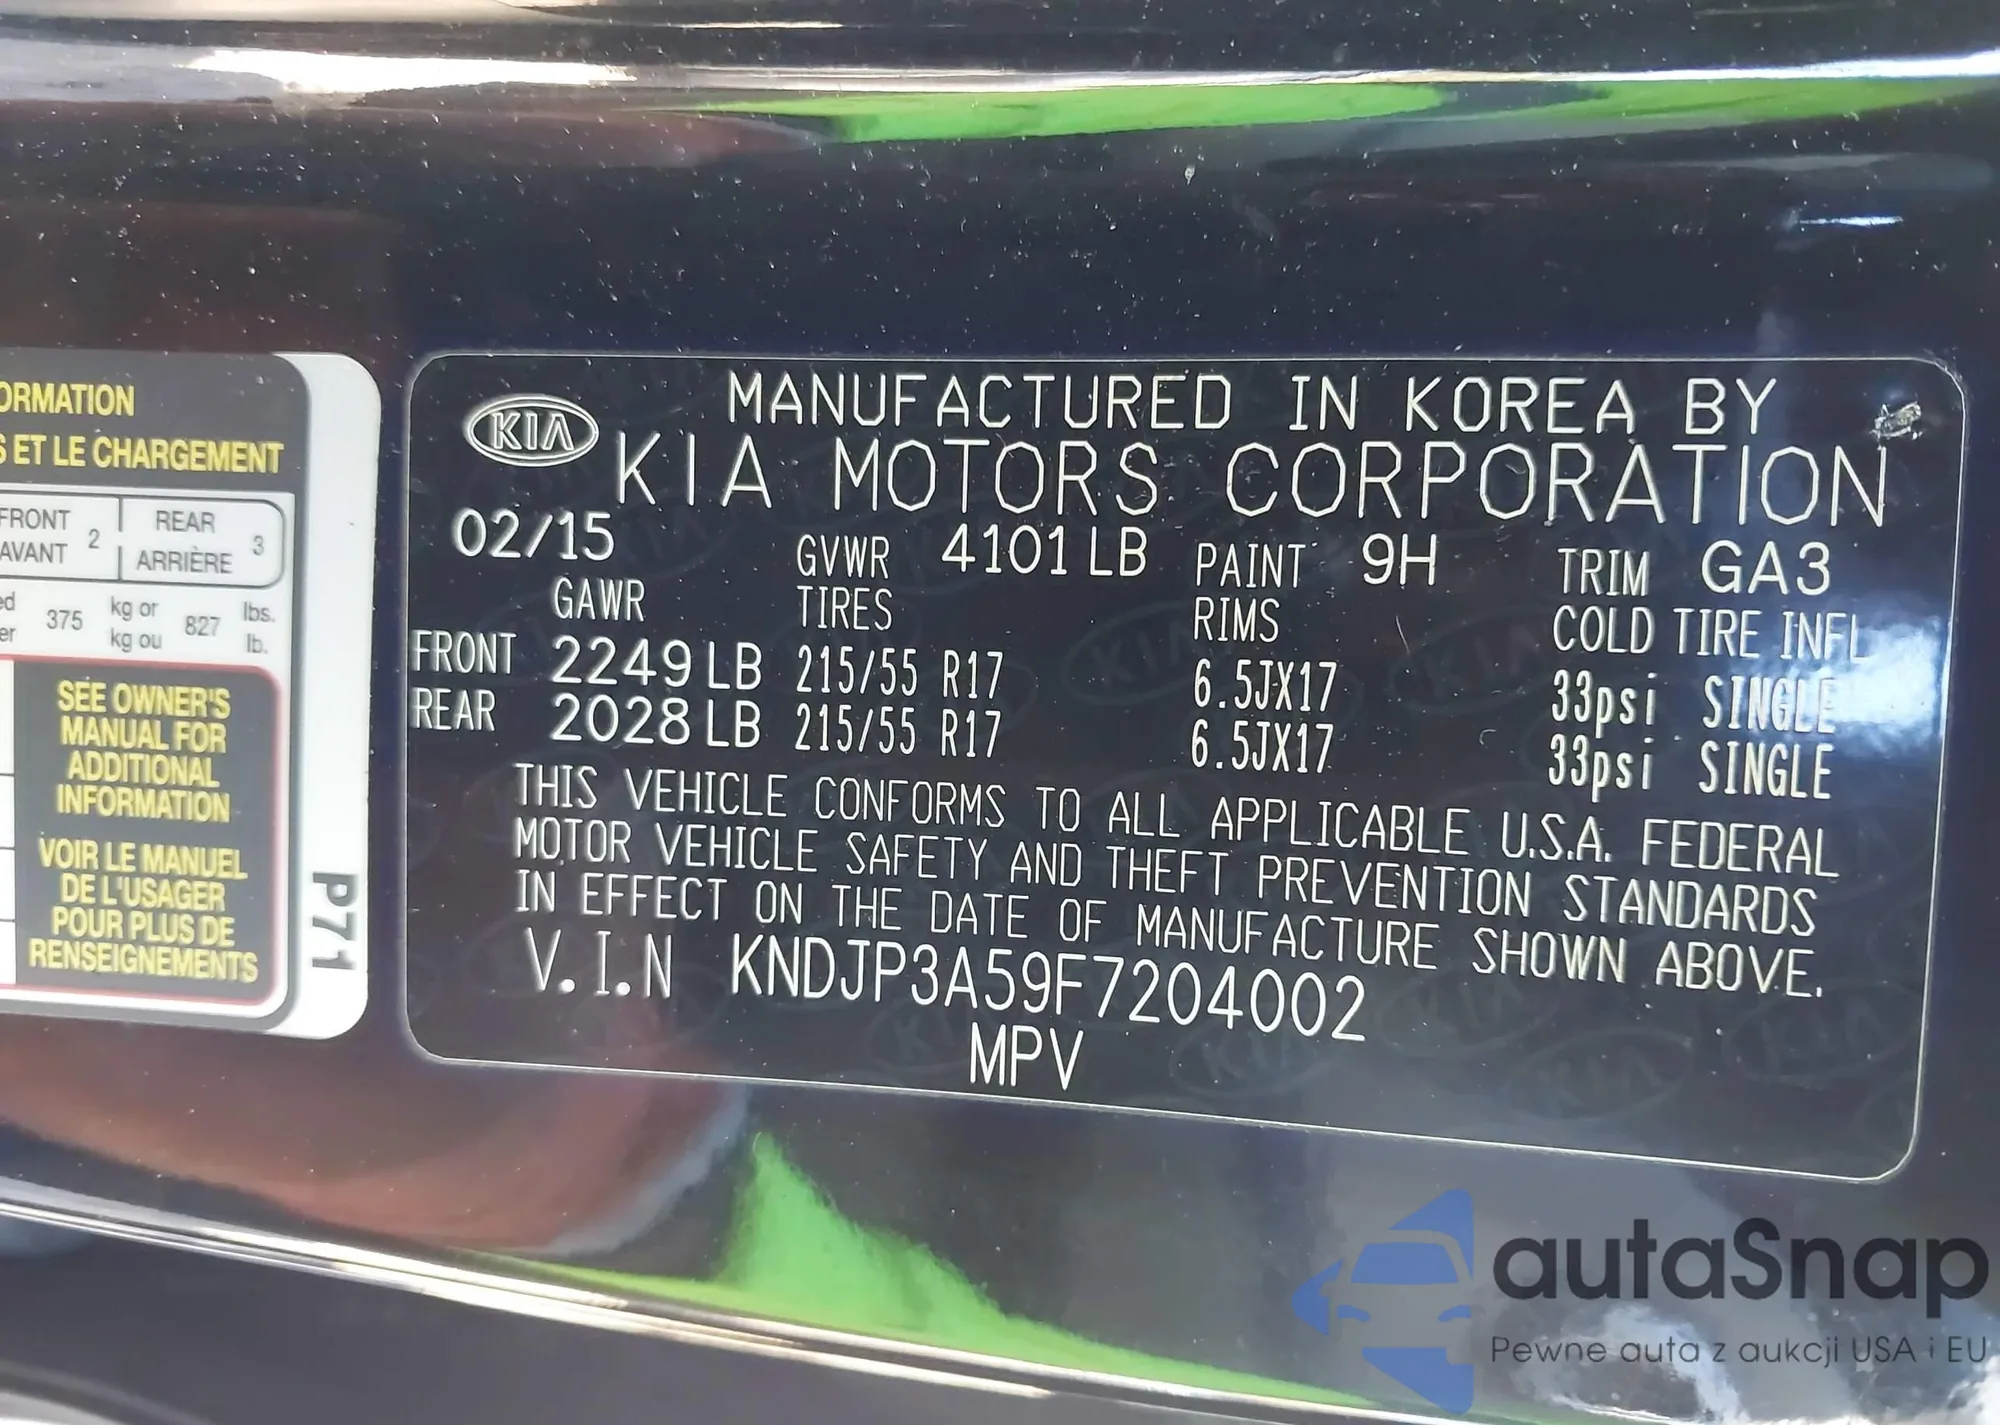 ORMATION
S ET LE CHARGEMENT
FRONT 2 REAR 3
AVANT ARRIÈRE
ed 375 kg or 827 lbs.
er kg ou lb.
SEE OWNER'S
MANUAL FOR
ADDITIONAL
INFORMATION
VOIR LE MANUEL
DE L'USAGER
POUR PLUS DE
RENSEIGNEMENTS
P71
KIA MANUFACTURED IN KOREA BY
KIA MOTORS CORPORATION
02/15 GVWR 4101 LB PAINT 9H TRIM GA3
GAWR TIRES RIMS COLD TIRE INFL
FRONT 2249 LB 215/55 R17 6.5JX17 33psi SINGLE
REAR 2028 LB 215/55 R17 6.5JX17 33psi SINGLE
THIS VEHICLE CONFORMS TO ALL APPLICABLE U.S.A. FEDERAL
MOTOR VEHICLE SAFETY AND THEFT PREVENTION STANDARDS
IN EFFECT ON THE DATE OF MANUFACTURE SHOWN ABOVE.
V.I.N KNDJP3A59F7204002
MPV
autaSnap
Pewne auta z aukcji USA i EU